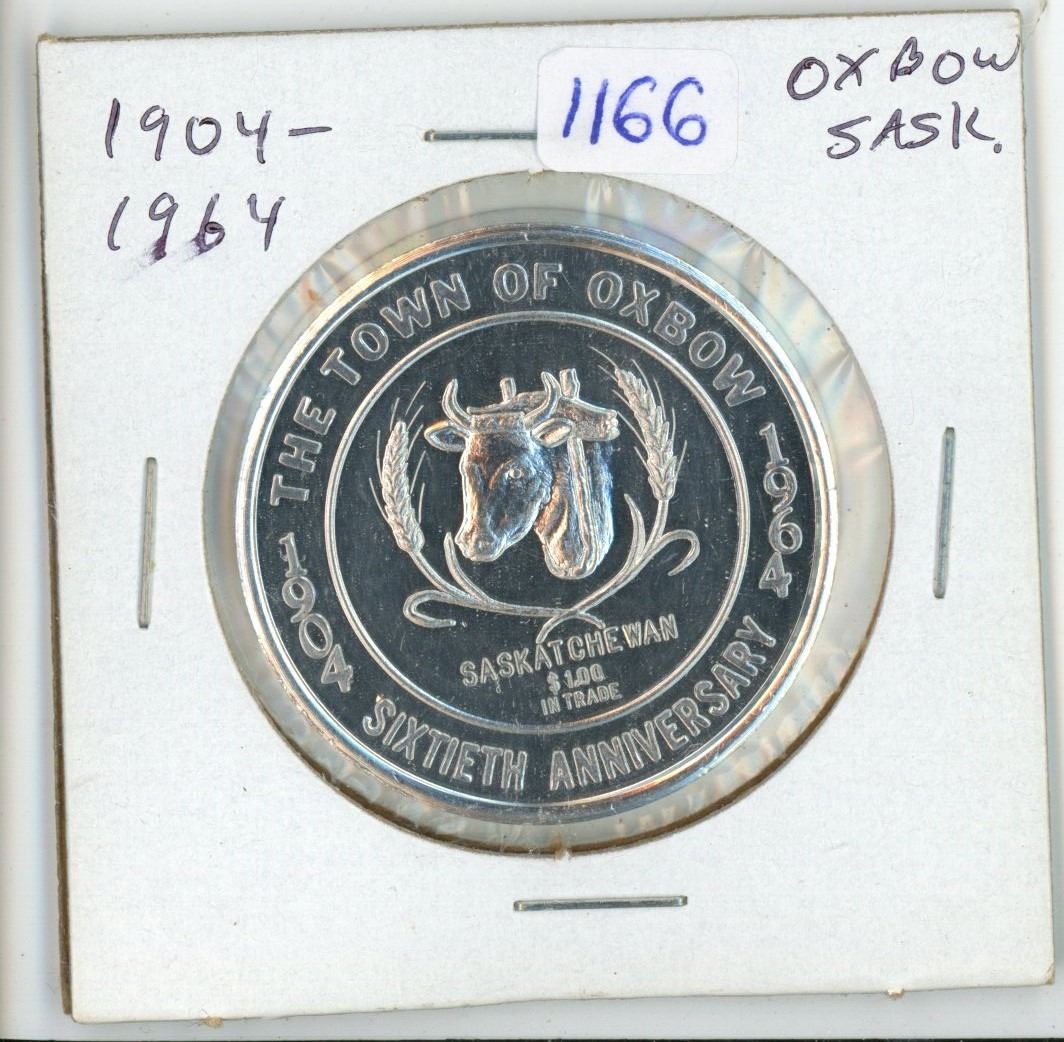 1904-
1964
1166
OXBOW
SASK.
THE TOWN OF OXBOW
1904
1964
SASKATCHEWAN
$1.00
IN TRADE
SIXTIETH ANNIVERSARY